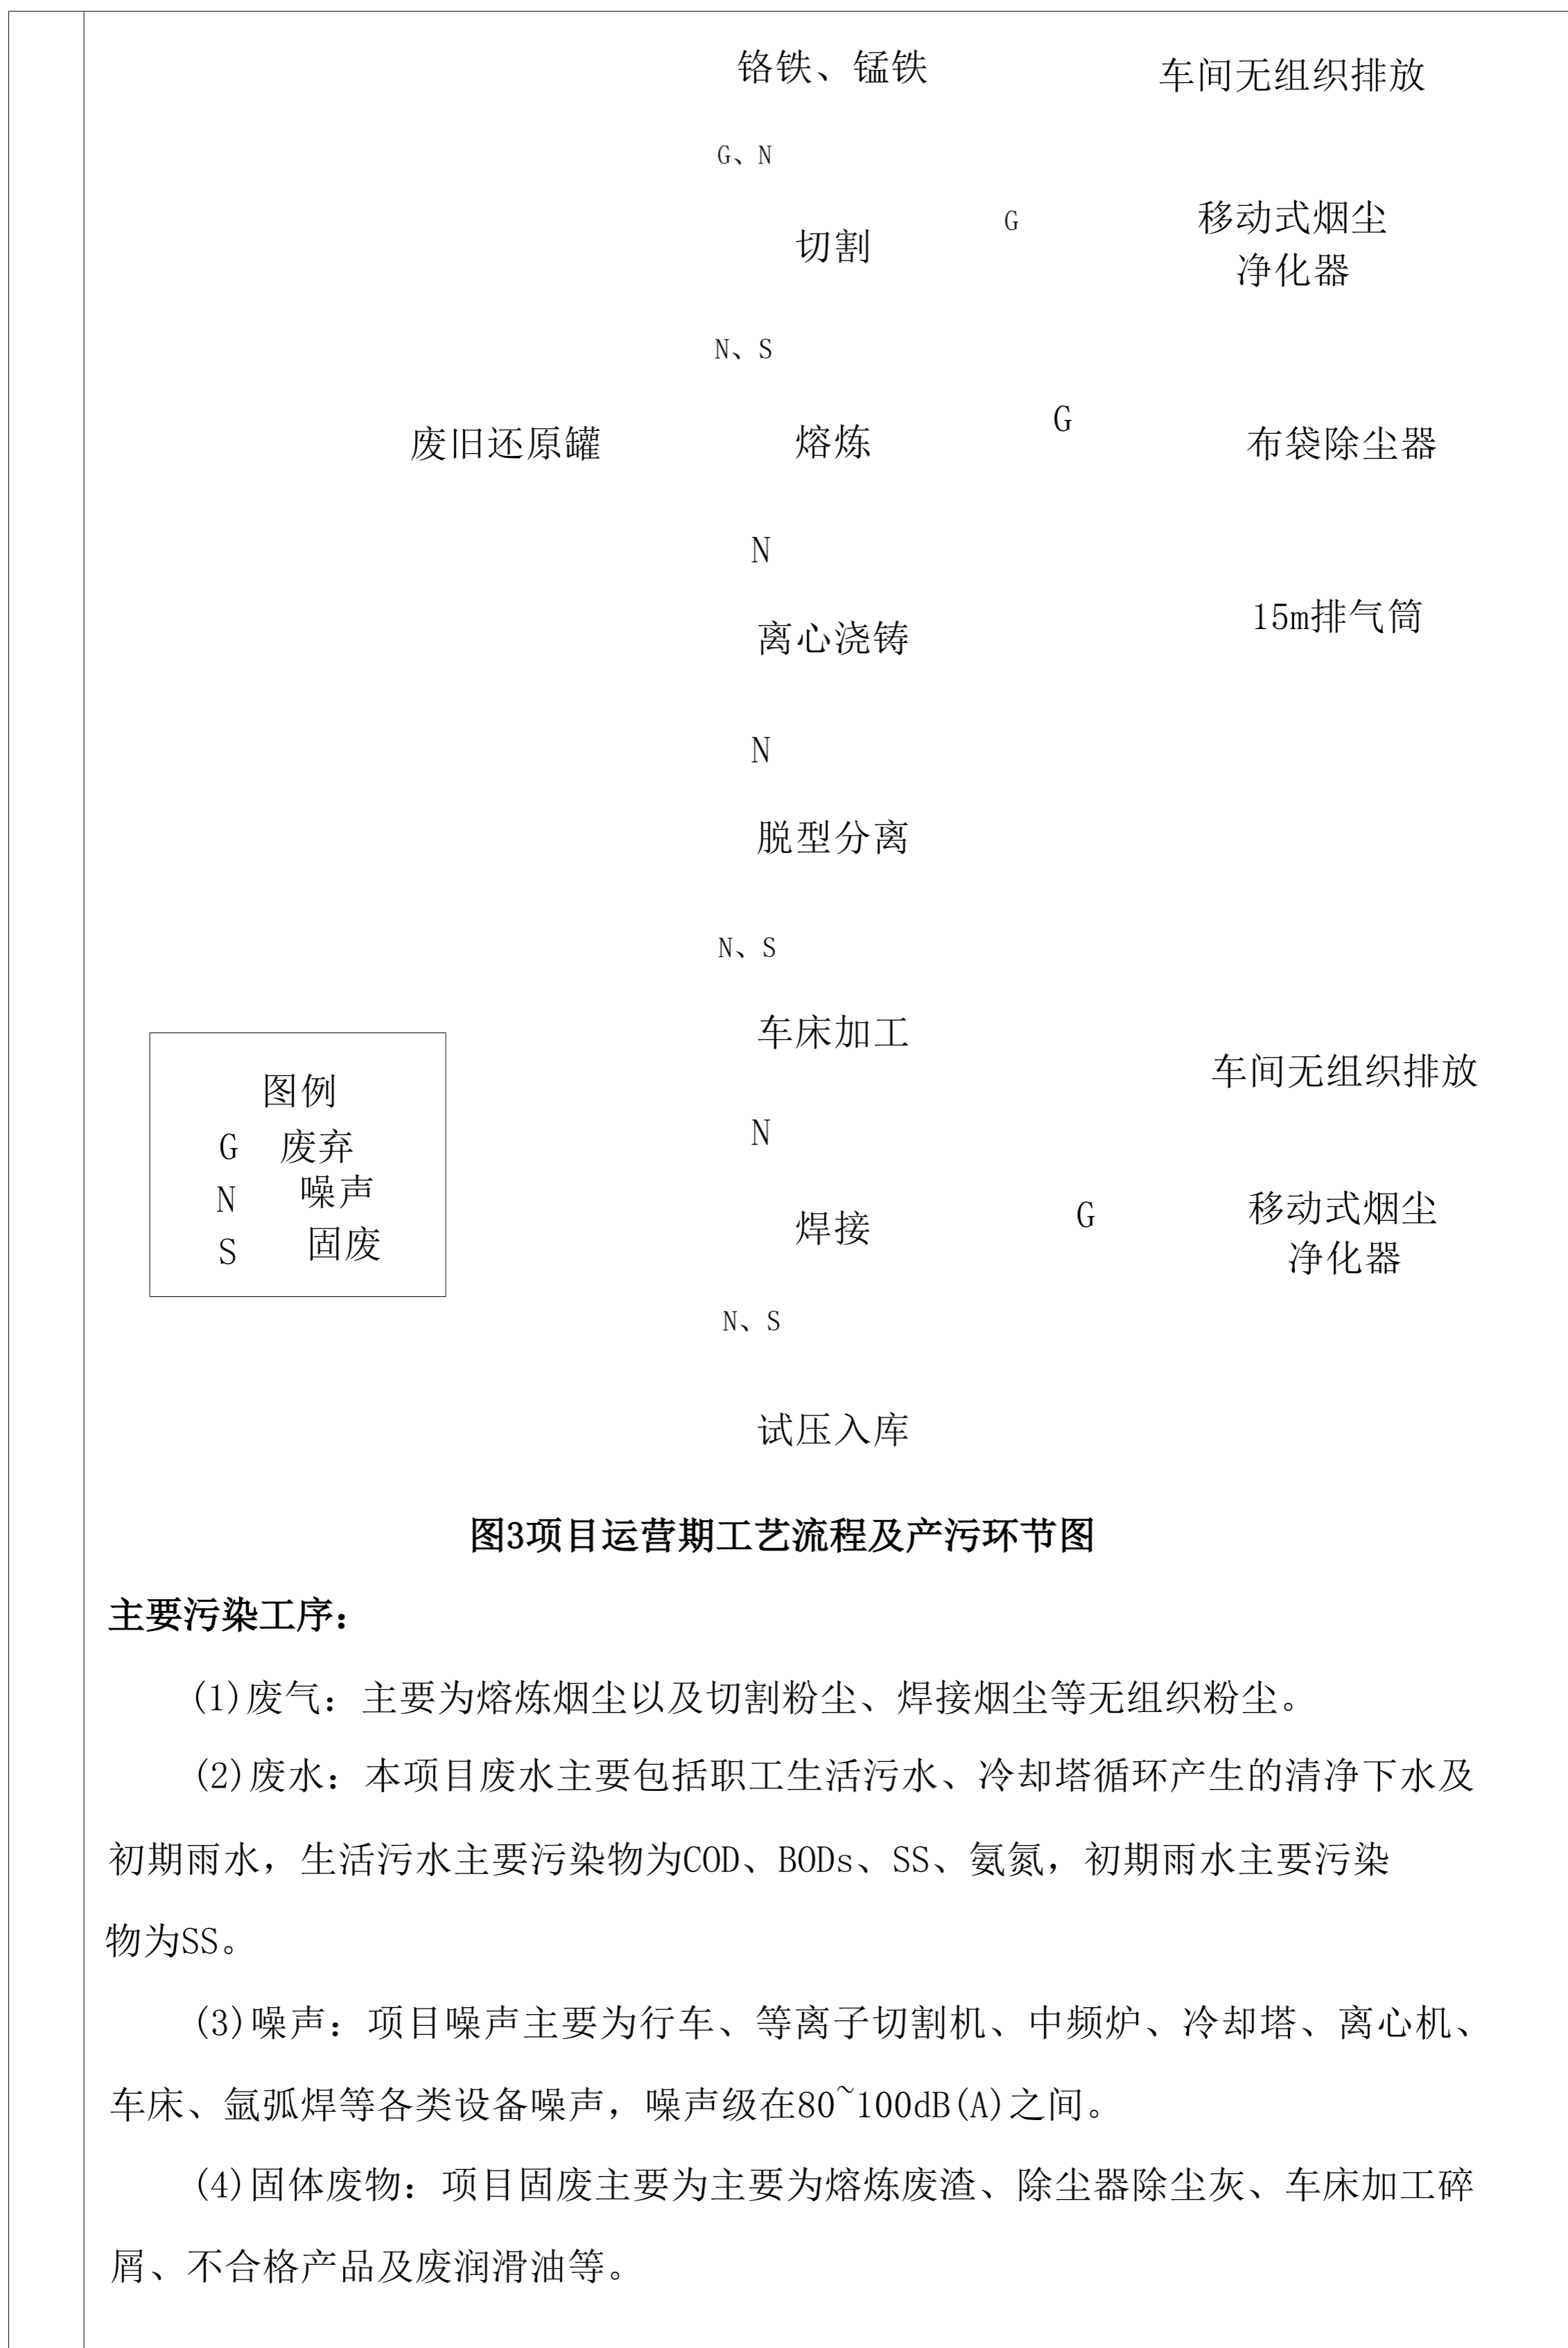 铬铁、锰铁
车间无组织排放
G、N
切割
G
移动式烟尘
净化器
N、S
废旧还原罐
熔炼
G
布袋除尘器
N
离心浇铸
15m排气筒
N
脱型分离
N、S
车床加工
车间无组织排放
图例
G 废弃
N 噪声
S 固废
N
焊接
G
移动式烟尘
净化器
N、S
试压入库
图3项目运营期工艺流程及产污环节图
主要污染工序：
(1)废气：主要为熔炼烟尘以及切割粉尘、焊接烟尘等无组织粉尘。
(2)废水：本项目废水主要包括职工生活污水、冷却塔循环产生的清净下水及
初期雨水，生活污水主要污染物为COD、BODs、SS、氨氮，初期雨水主要污染
物为SS。
(3)噪声：项目噪声主要为行车、等离子切割机、中频炉、冷却塔、离心机、
车床、氩弧焊等各类设备噪声，噪声级在80~100dB(A)之间。
(4)固体废物：项目固废主要为主要为熔炼废渣、除尘器除尘灰、车床加工碎
屑、不合格产品及废润滑油等。